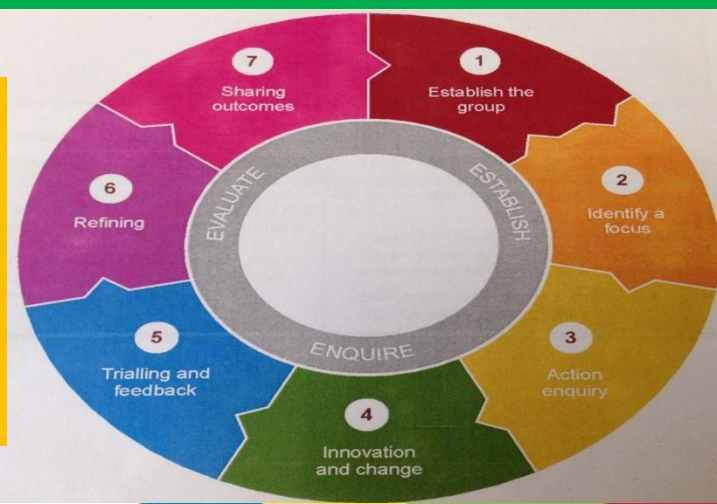 1
Establish the
group
2
Identify a
focus
3
Action
enquiry
4
Innovation
and change
5
Trialling and
feedback
6
Refining
7
Sharing
outcomes
ESTABLISH
ENQUIRE
EVALUATE